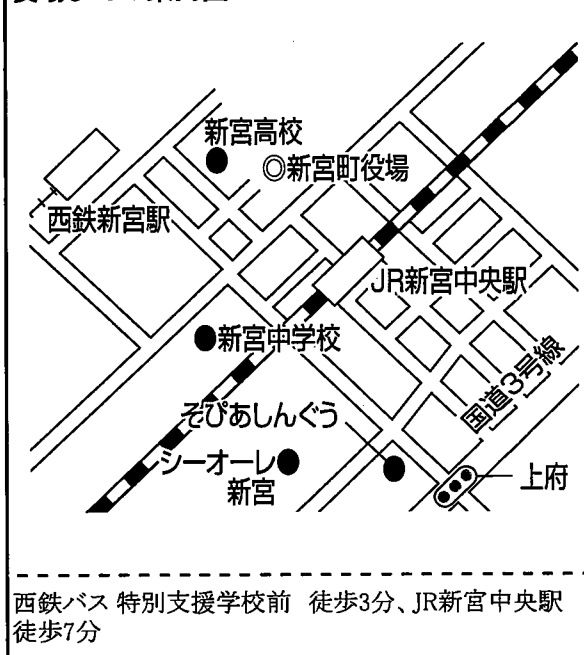 新宮高校
◎新宮町役場
西鉄新宮駅
JR新宮中央駅
新宮中学校
国道3号線
そぴあしんぐう
シーオーレ
新宮
上府
西鉄バス 特別支援学校前 徒歩3分、JR新宮中央駅
徒歩7分